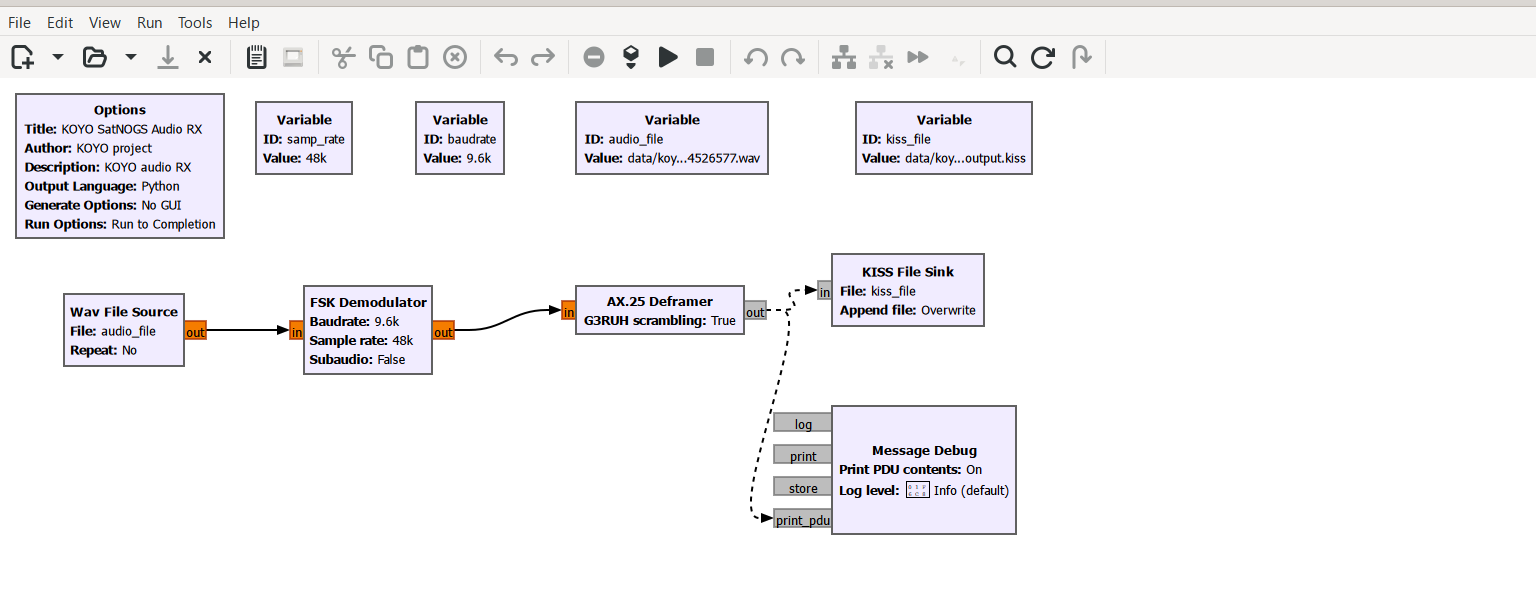 File Edit View Run Tools Help
Options
Title: KOYO SatNOGS Audio RX
Author: KOYO project
Description: KOYO audio RX
Output Language: Python
Generate Options: No GUI
Run Options: Run to Completion
Variable
ID: samp_rate
Value: 48k
Variable
ID: baudrate
Value: 9.6k
Variable
ID: audio_file
Value: data/koy...4526577.wav
Variable
ID: kiss_file
Value: data/koy...output.kiss
Wav File Source
File: audio_file
Repeat: No
out
in
FSK Demodulator
Baudrate: 9.6k
Sample rate: 48k
Subaudio: False
out
in
AX.25 Deframer
G3RUH scrambling: True
out
in
KISS File Sink
File: kiss_file
Append file: Overwrite
log
print
store
print_pdu
Message Debug
Print PDU contents: On
Log level: Info (default)